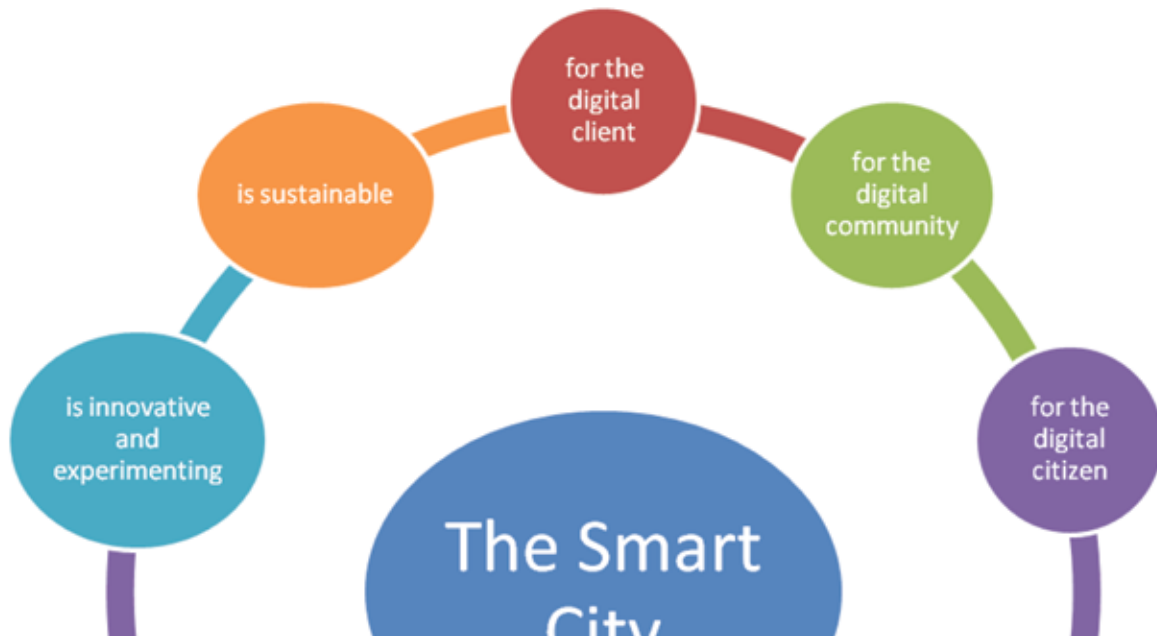 for the
digital
client
is sustainable
for the
digital
community
is innovative
and
experimenting
for the
digital
citizen
The Smart
City